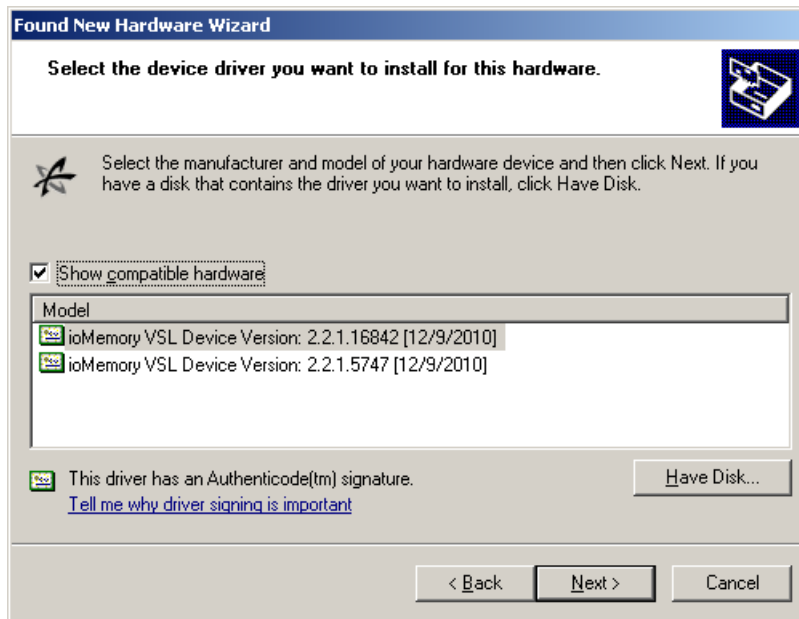 Found New Hardware Wizard
Select the device driver you want to install for this hardware.
Select the manufacturer and model of your hardware device and then click Next. If you
have a disk that contains the driver you want to install, click Have Disk.
Show compatible hardware
Model
ioMemory VSL Device Version: 2.2.1.16842 [12/9/2010]
ioMemory VSL Device Version: 2.2.1.5747 [12/9/2010]
This driver has an Authenticode(tm) signature.
Have Disk...
Tell me why driver signing is important
< Back
Next >
Cancel